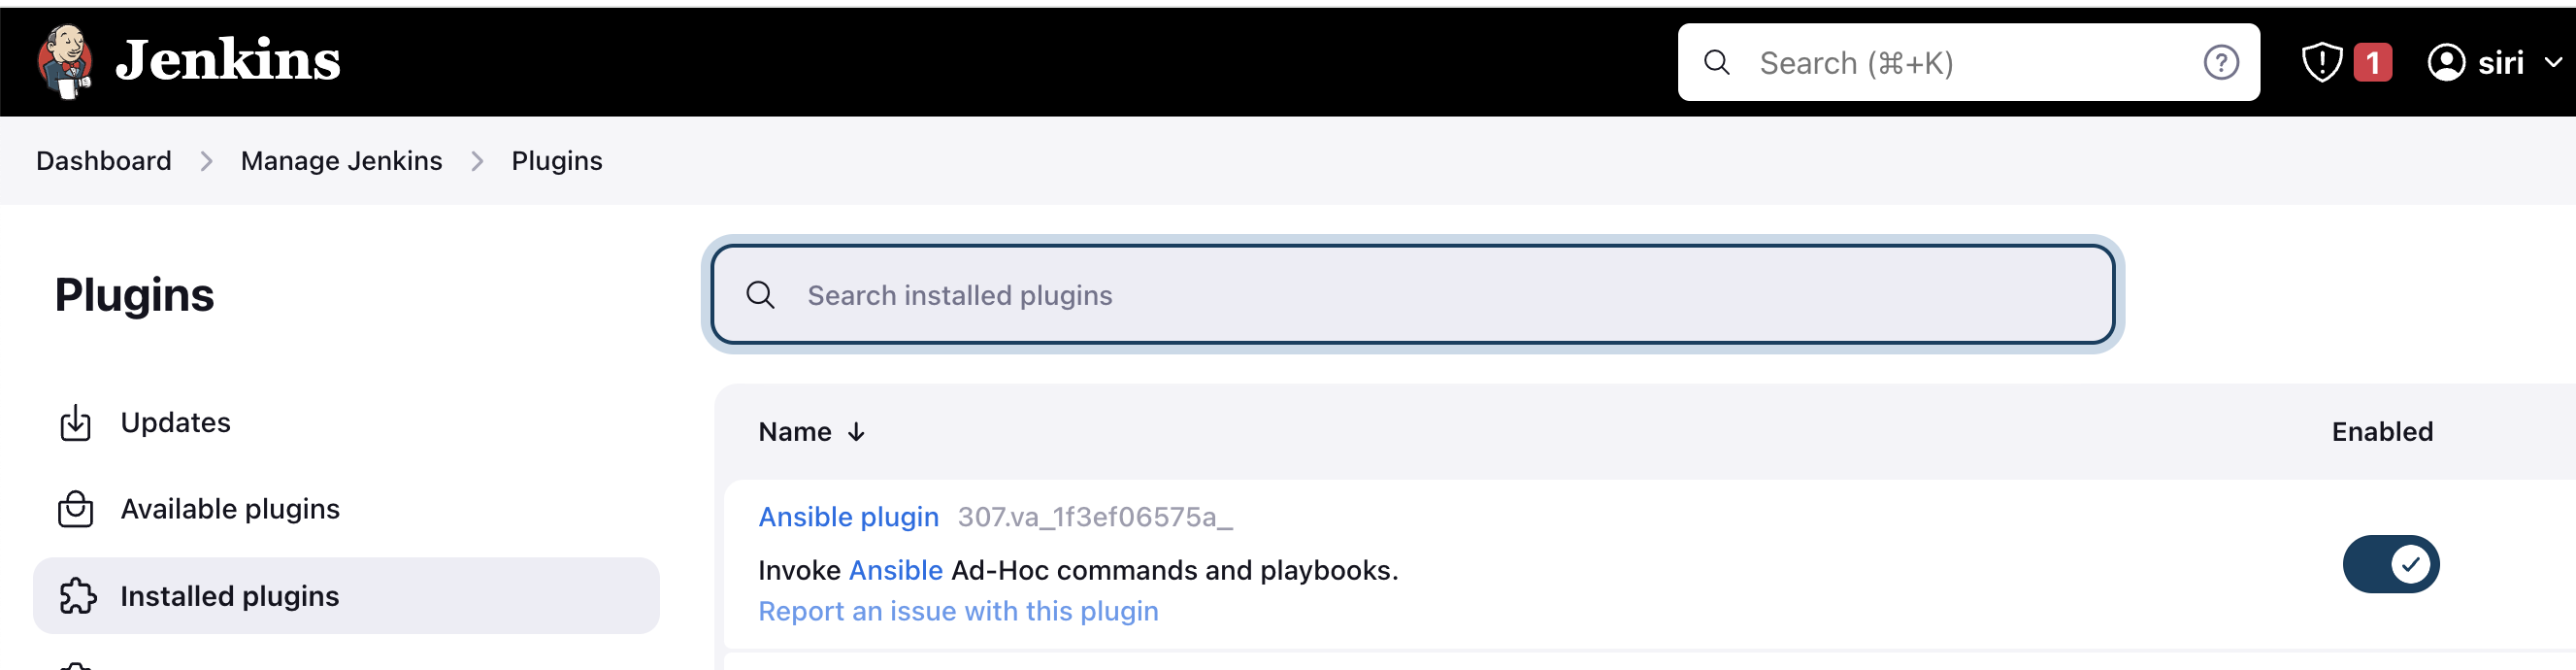 Jenkins
Search (⌘+K)
1
siri
Dashboard
Manage Jenkins
Plugins
Plugins
Search installed plugins
Updates
Available plugins
Installed plugins
Name ↓
Enabled
Ansible plugin 307.va_1f3ef06575a_
Invoke Ansible Ad-Hoc commands and playbooks.
Report an issue with this plugin